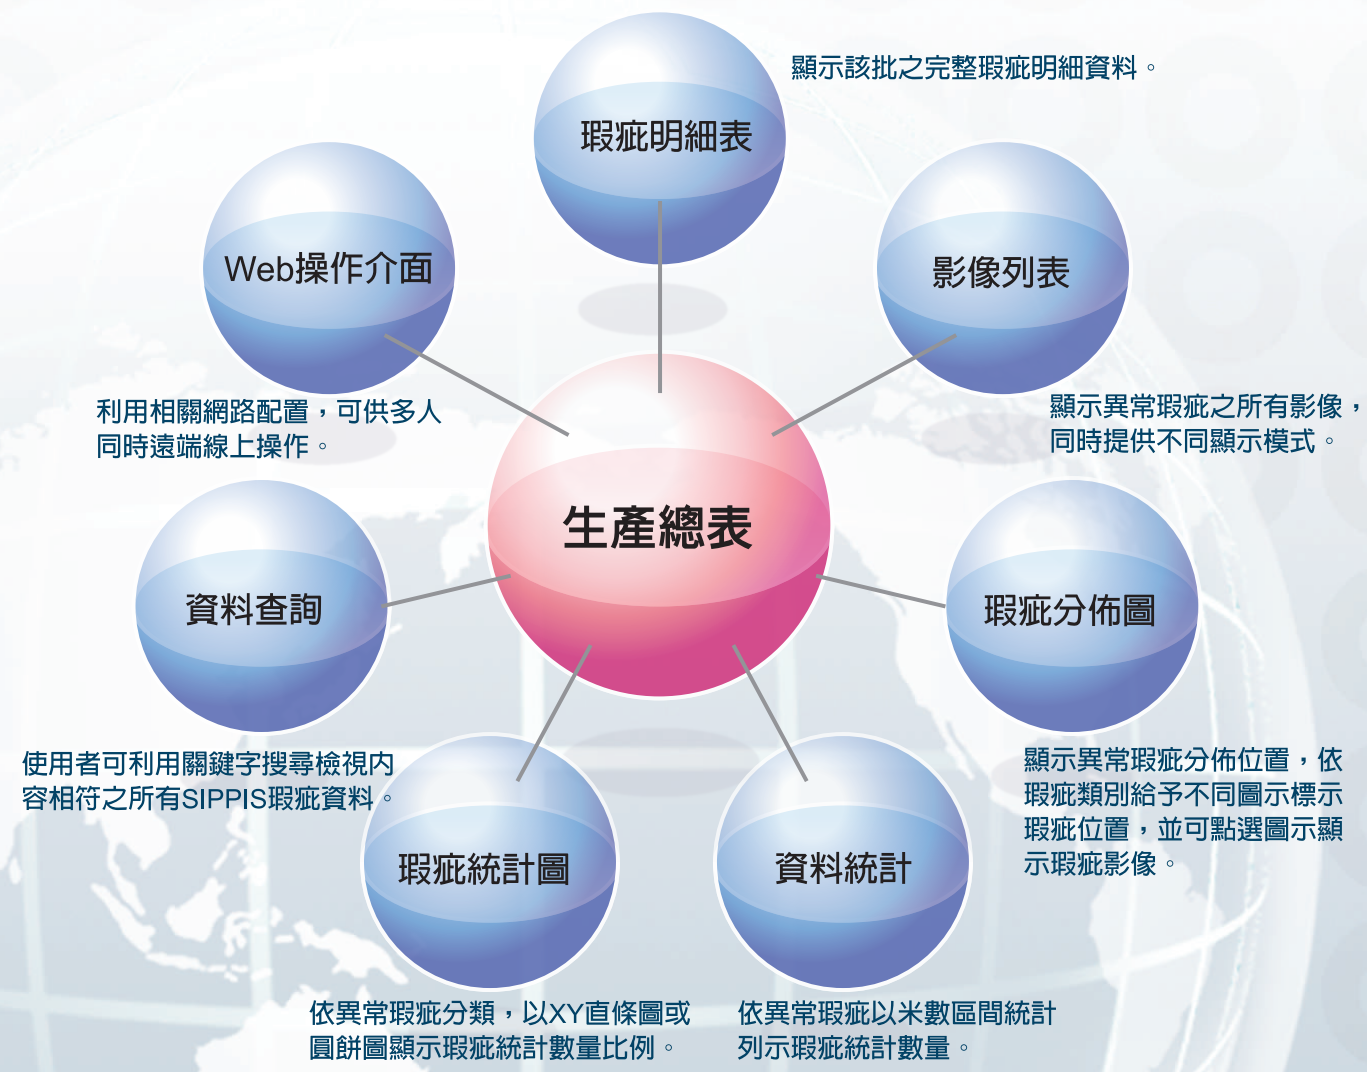 瑕疵明細表
顯示該批之完整瑕疵明細資料。
Web操作介面
利用相關網路配置，可供多人
同時遠端線上操作。
影像列表
顯示異常瑕疵之所有影像，
同時提供不同顯示模式。
生產總表
資料查詢
使用者可利用關鍵字搜尋檢視內
容相符之所有SIPPIS瑕疵資料。
瑕疵分佈圖
顯示異常瑕疵分佈位置，依
瑕疵類別給予不同圖示標示
瑕疵位置，並可點選圖示顯
示瑕疵影像。
瑕疵統計圖
依異常瑕疵分類，以XY直條圖或
圓餅圖顯示瑕疵統計數量比例。
資料統計
依異常瑕疵以米數區間統計
列示瑕疵統計數量。